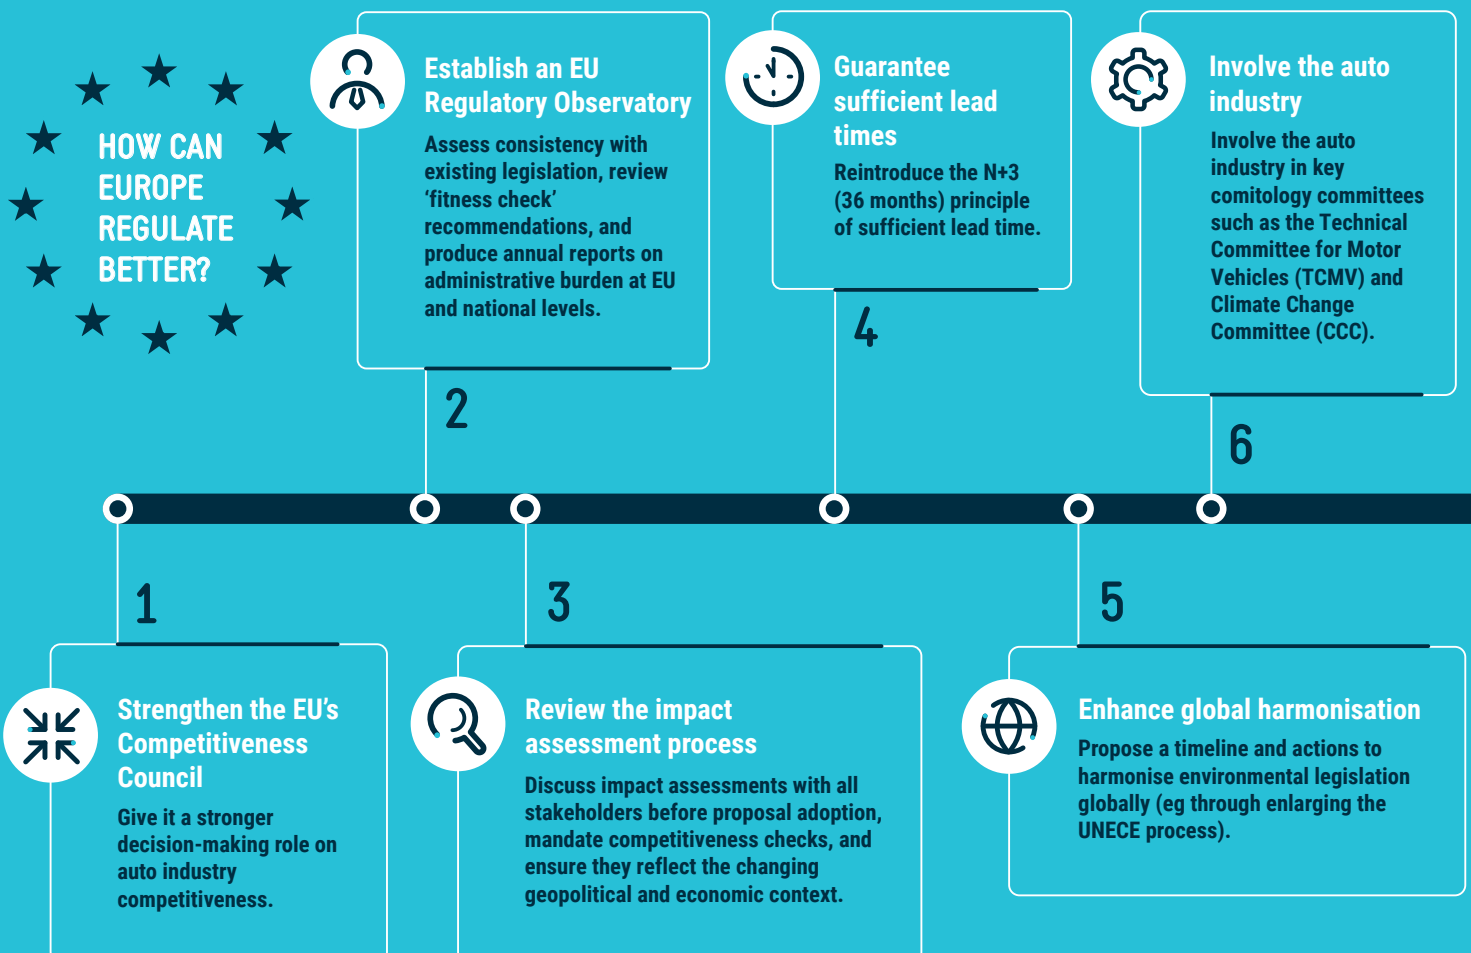 HOW CAN
EUROPE
REGULATE
BETTER?
1
Strengthen the EU's
Competitiveness
Council
Give it a stronger
decision-making role on
auto industry
competitiveness.
2
Establish an EU
Regulatory Observatory
Assess consistency with
existing legislation, review
‘fitness check’
recommendations, and
produce annual reports on
administrative burden at EU
and national levels.
3
Review the impact
assessment process
Discuss impact assessments with all
stakeholders before proposal adoption,
mandate competitiveness checks, and
ensure they reflect the changing
geopolitical and economic context.
4
Guarantee
sufficient lead
times
Reintroduce the N+3
(36 months) principle
of sufficient lead time.
5
Enhance global harmonisation
Propose a timeline and actions to
harmonise environmental legislation
globally (eg through enlarging the
UNECE process).
6
Involve the auto
industry
Involve the auto
industry in key
comitology committees
such as the Technical
Committee for Motor
Vehicles (TCMV) and
Climate Change
Committee (CCC).